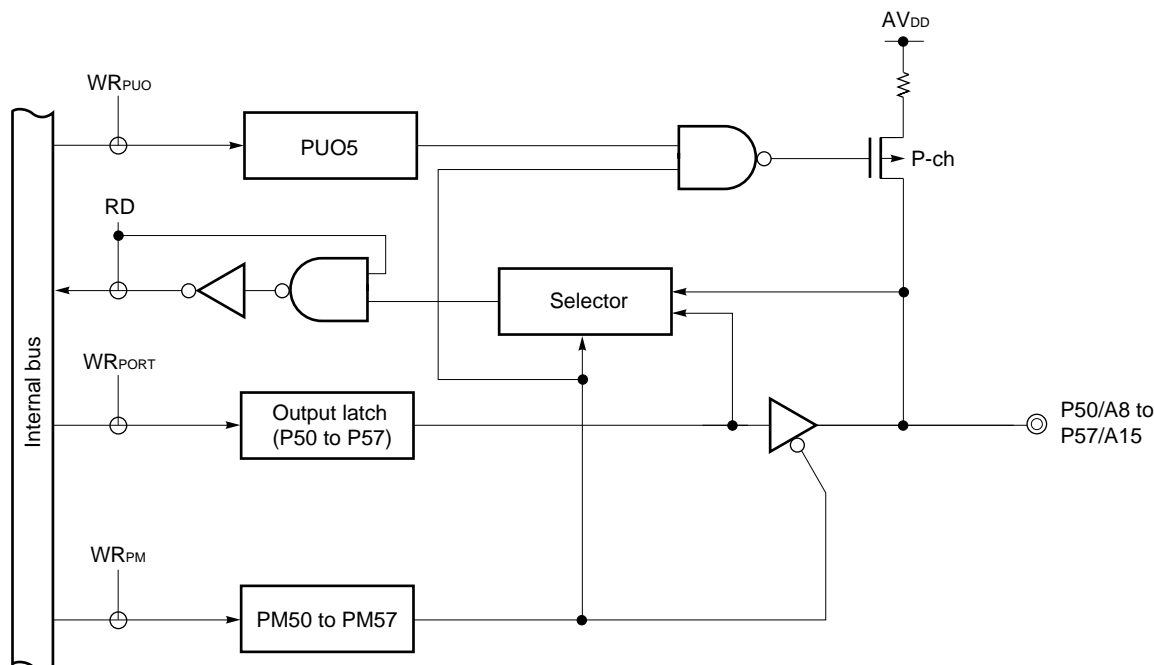 AVDD
WRPUO
PUO5
P-ch
RD
Selector
Internal bus
WRPORT
Output latch
(P50 to P57)
P50/A8 to
P57/A15
WRPM
PM50 to PM57